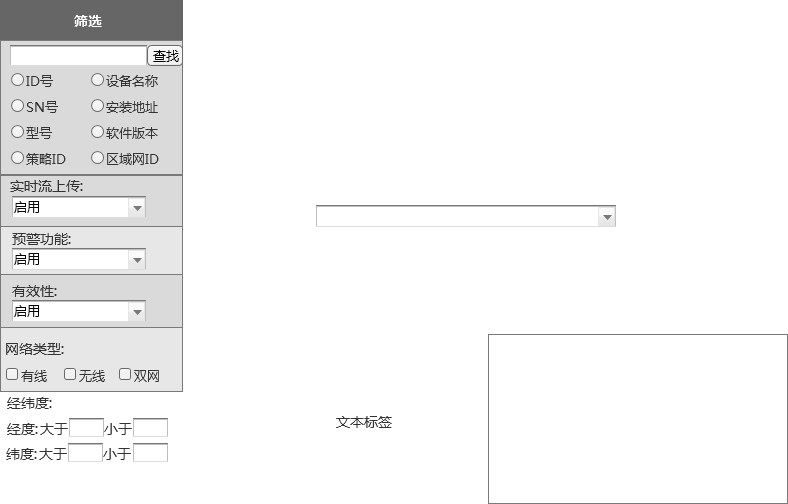 筛选
查找
ID号 设备名称
SN号 安装地址
型号 软件版本
策略ID 区域网ID
实时流上传:
启用
预警功能:
启用
有效性:
启用
网络类型:
有线 无线 双网
经纬度:
经度:大于 小于
纬度:大于 小于
文本标签